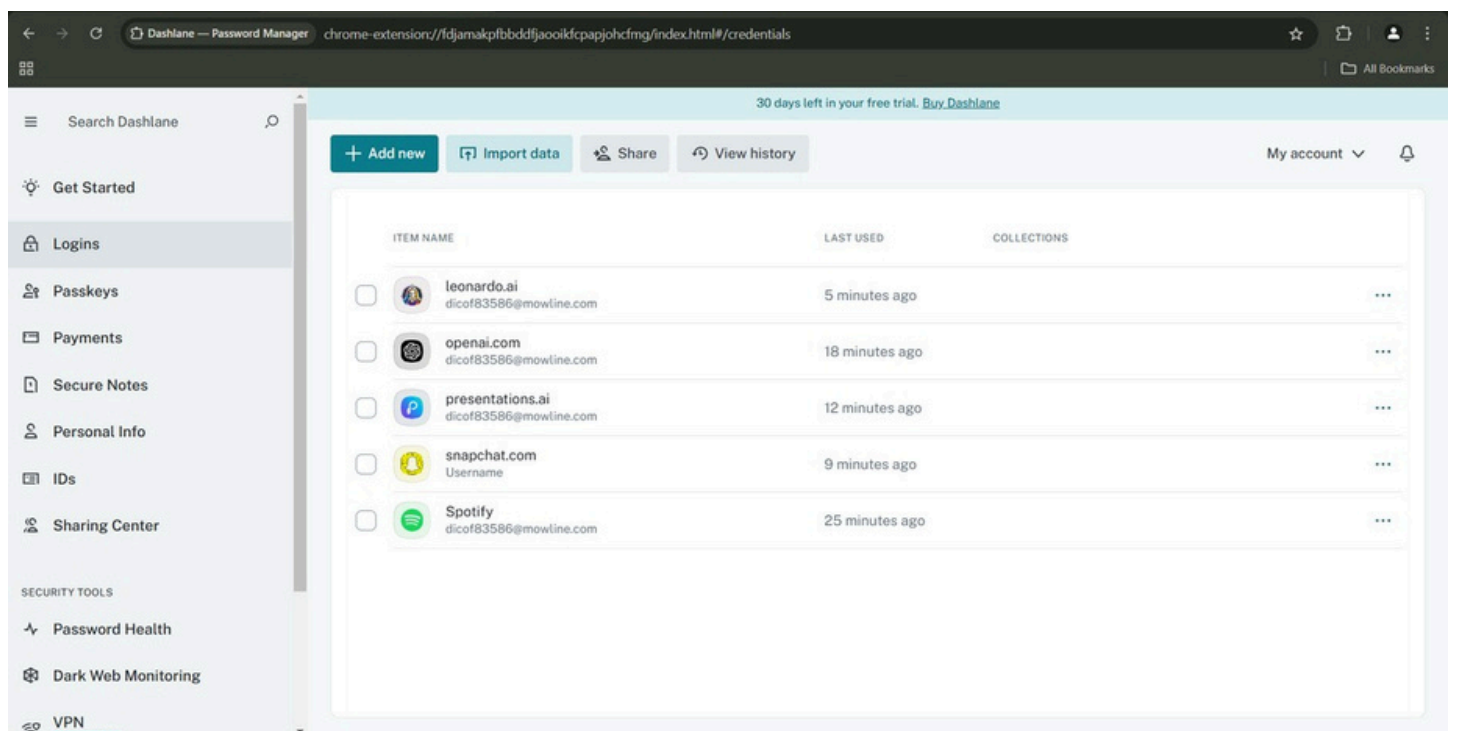 Dashlane — Password Manager chrome-extension://fdjamakpfbbddfjaooikfcpapjohcfmg/index.html#/credentials
All Bookmarks
Search Dashlane
30 days left in your free trial. Buy Dashlane
Add new Import data Share View history My account
Get Started
Logins
Passkeys
Payments
Secure Notes
Personal Info
IDs
Sharing Center
SECURITY TOOLS
Password Health
Dark Web Monitoring
VPN
ITEM NAME LAST USED COLLECTIONS
leonardo.ai
dicof83586@mowline.com
5 minutes ago
openai.com
dicof83586@mowline.com
18 minutes ago
presentations.ai
dicof83586@mowline.com
12 minutes ago
snapchat.com
Username
9 minutes ago
Spotify
dicof83586@mowline.com
25 minutes ago